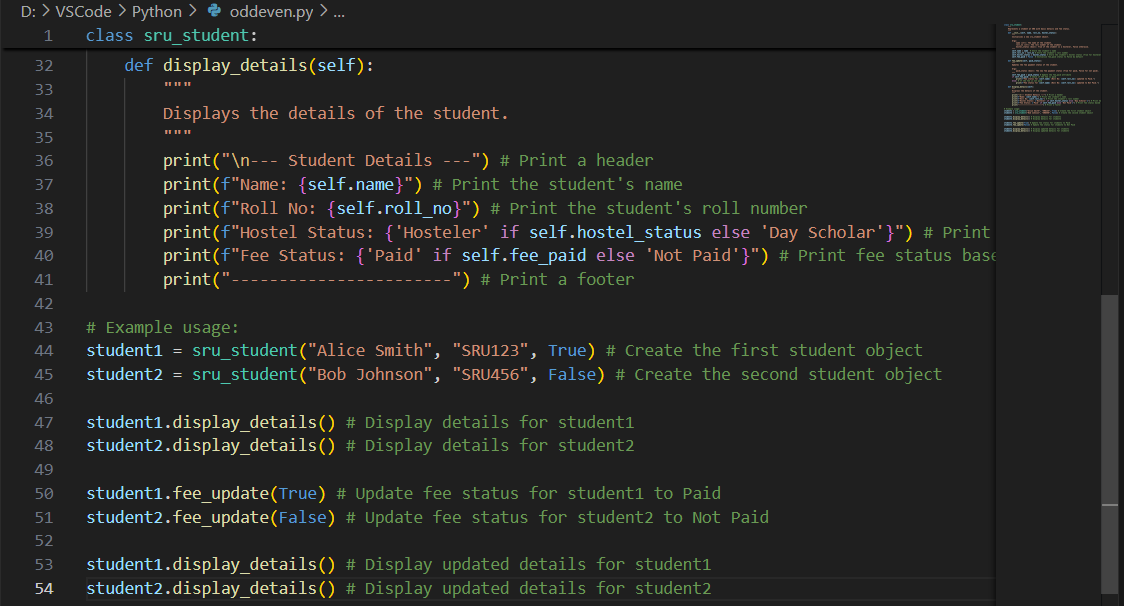 D: > VSCode > Python > oddeven.py > ...
1 class sru_student:
32 def display_details(self):
33 """
34 Displays the details of the student.
35 """
36 print("\n--- Student Details ---") # Print a header
37 print(f"Name: {self.name}") # Print the student's name
38 print(f"Roll No: {self.roll_no}") # Print the student's roll number
39 print(f"Hostel Status: {'Hosteler' if self.hostel_status else 'Day Scholar'}") # Print
40 print(f"Fee Status: {'Paid' if self.fee_paid else 'Not Paid'}") # Print fee status base
41 print("-----------------------") # Print a footer
42
43 # Example usage:
44 student1 = sru_student("Alice Smith", "SRU123", True) # Create the first student object
45 student2 = sru_student("Bob Johnson", "SRU456", False) # Create the second student object
46
47 student1.display_details() # Display details for student1
48 student2.display_details() # Display details for student2
49
50 student1.fee_update(True) # Update fee status for student1 to Paid
51 student2.fee_update(False) # Update fee status for student2 to Not Paid
52
53 student1.display_details() # Display updated details for student1
54 student2.display_details() # Display updated details for student2